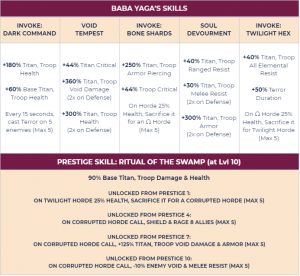 BABA YAGA'S SKILLS
INVOKE:
DARK COMMAND
VOID
TEMPEST
INVOKE:
BONE SHARDS
SOUL
DEVOURMENT
INVOKE:
TWILIGHT HEX
+180% Titan, Troop
Health
+60% Base Titan,
Troop Health
Every 15 seconds,
cast Terror on 5
enemies (Max 5)
+44% Titan Critical
+360% Titan, Troop
Void Damage
(2x on Defense)
+300% Titan, Troop
Health
(2x on Defense)
+250% Titan, Troop
Armor Piercing
+44% Troop Critical
On Horde 25%
Health, Sacrifice it
for an Ω Horde
(Max 5)
+40% Titan, Troop
Ranged Resist
+30% Titan, Troop
Melee Resist
(2x on Defense)
+300% Titan, Troop
Armor
(2x on Defense)
+40% Titan, Troop
All Elemental
Resist
+50% Terror
Duration
On Ω Horde 25%
Health, Sacrifice it
for Twilight Horde
(Max 5)
PRESTIGE SKILL: RITUAL OF THE SWAMP (at Lvl 10)
90% Base Titan, Troop Damage & Health
UNLOCKED FROM PRESTIGE 1:
ON TWILIGHT HORDE 25% HEALTH, SACRIFICE IT FOR A CORRUPTED HORDE (MAX 5)
UNLOCKED FROM PRESTIGE 4:
ON CORRUPTED HORDE CALL, SHIELD & RAGE 8 ALLIES (MAX 5)
UNLOCKED FROM PRESTIGE 7:
ON CORRUPTED HORDE CALL, +125% TITAN, TROOP VOID DAMAGE & ARMOR (MAX 5)
UNLOCKED FROM PRESTIGE 10:
ON CORRUPTED HORDE CALL, -10% ENEMY VOID & MELEE RESIST (MAX 5)